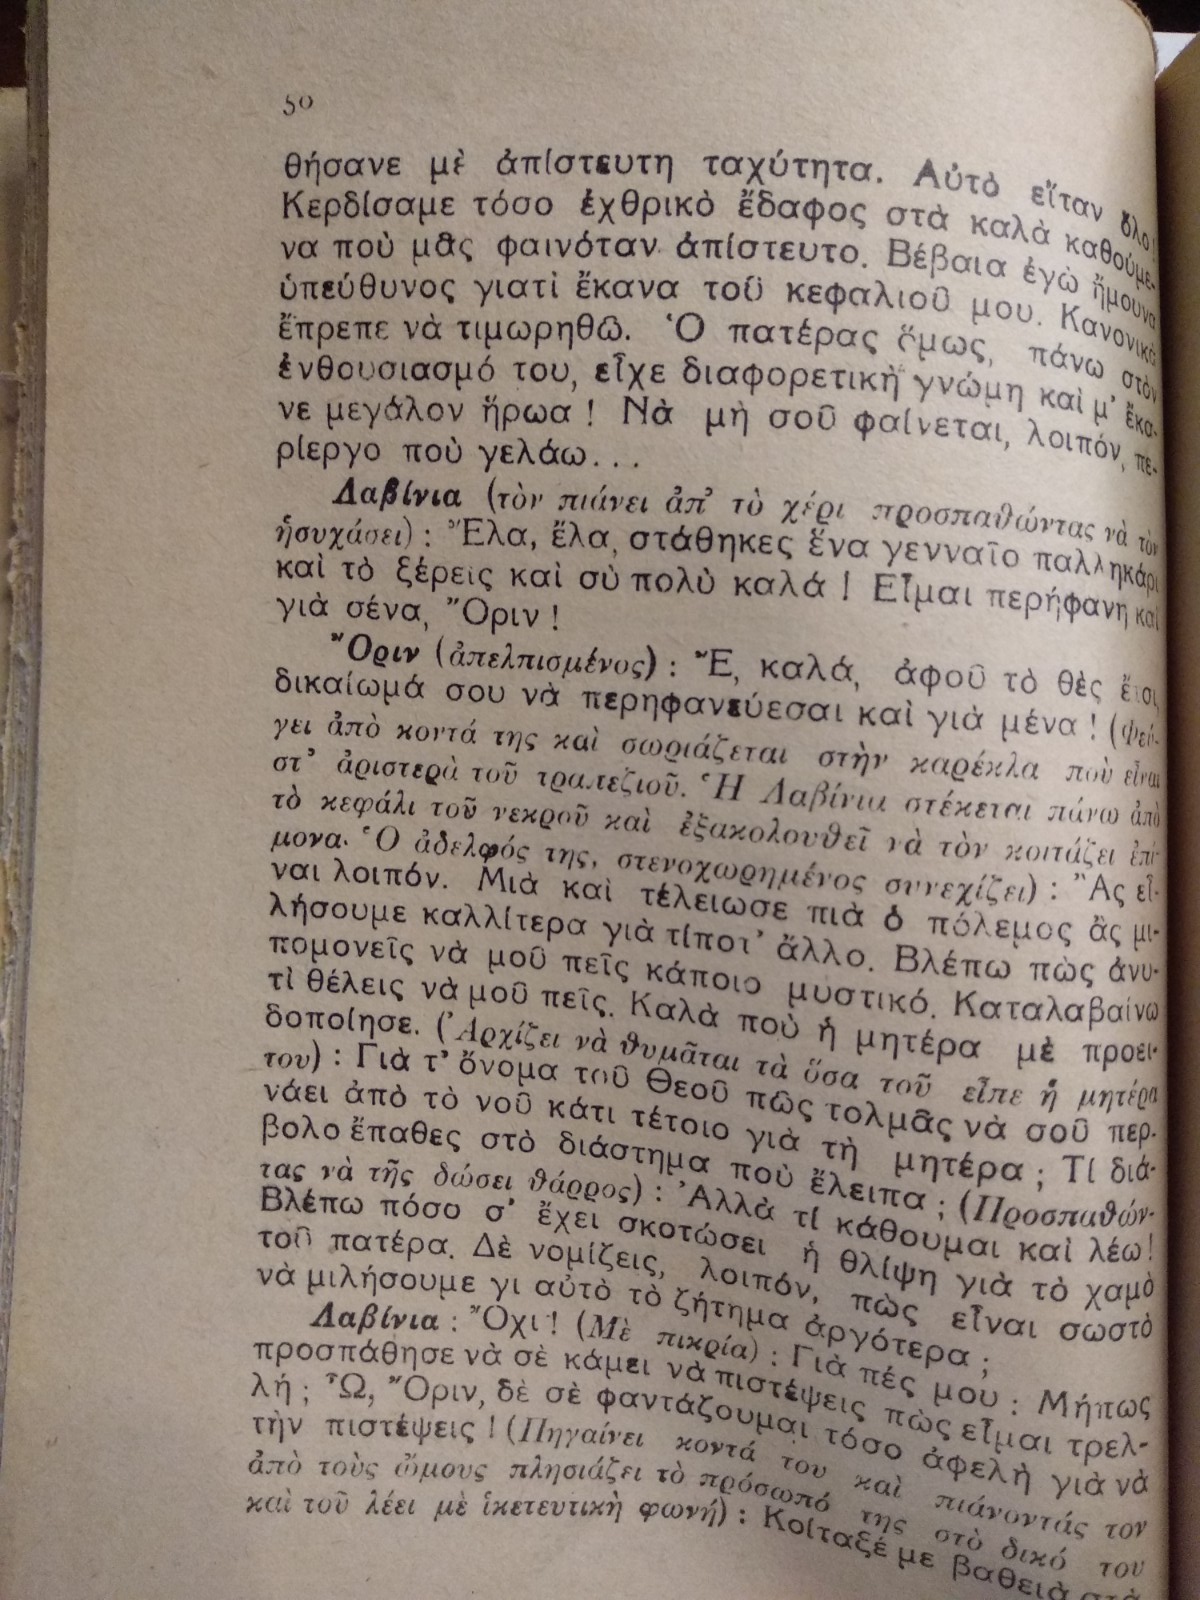 50
θήσανε μὲ ἀπίστευτη ταχύτητα. Αὐτὸ εἴταν ὅλο!
Κερδίσαμε τόσο ἐχθρικὸ ἔδαφος στὰ καλὰ καθούμε-
να ποὺ μᾶς φαινόταν ἀπίστευτο. Βέβαια ἐγὼ ἤμουνα
ὑπεύθυνος γιατὶ ἔκανα τοῦ κεφαλιοῦ μου. Κανονικὰ
ἔπρεπε νὰ τιμωρηθῶ. Ὁ πατέρας ὅμως, πάνω στὸν
ἐνθουσιασμό του, εἶχε διαφορετικὴ γνώμη καὶ μ' ἔκα-
νε μεγάλον ἥρωα! Νὰ μὴ σοῦ φαίνεται, λοιπόν, πε-
ρίεργο ποὺ γελάω...
Λαβίνια (τὸν πιάνει ἀπ' τὸ χέρι προσπαθώντας νὰ τὸν
ἡσυχάσει) : Ἔλα, ἔλα, στάθηκες ἕνα γενναῖο παλληκάρι
καὶ τὸ ξέρεις καὶ σὺ πολὺ καλά! Εἶμαι περήφανη καὶ
γιὰ σένα, Ὄριν!
Ὄριν (ἀπελπισμένος) : Ἒ, καλά, ἀφοῦ τὸ θὲς ἔτσι,
δικαίωμά σου νὰ περηφανεύεσαι καὶ γιὰ μένα! (Φεύ-
γει ἀπὸ κοντά της καὶ σωριάζεται στὴν καρέκλα ποὺ εἶναι
στ' ἀριστερὰ τοῦ τραπεζιοῦ. Ἡ Λαβίνια στέκεται πάνω ἀπὸ
τὸ κεφάλι τοῦ νεκροῦ καὶ ἐξακολουθεῖ νὰ τὸν κοιτάζει ἐπί-
μονα. Ὁ ἀδελφός της, στενοχωρημένος συνεχίζει) : Ἂς εἶ-
ναι λοιπόν. Μιὰ καὶ τέλειωσε πιὰ ὁ πόλεμος ἂς μι-
λήσουμε καλλίτερα γιὰ τίποτ' ἄλλο. Βλέπω πὼς ἀνυ-
πομονεῖς νὰ μοῦ πεῖς κάποιο μυστικό. Καταλαβαίνω
τὶ θέλεις νὰ μοῦ πεῖς. Καλὰ ποὺ ἡ μητέρα μὲ προει-
δοποίησε. (Ἀρχίζει νὰ θυμᾶται τὰ ὅσα τοῦ εἶπε ἡ μητέρα
του) : Γιὰ τ' ὄνομα τοῦ Θεοῦ πῶς τολμᾶς νὰ σοῦ περ-
νάει ἀπὸ τὸ νοῦ κάτι τέτοιο γιὰ τὴ μητέρα ; Τί διά-
βολο ἔπαθες στὸ διάστημα ποὺ ἔλειπα ; (Προσπαθών-
τας νὰ τῆς δώσει θάρρος) : Ἀλλὰ τί κάθουμαι καὶ λέω!
Βλέπω πόσο σ' ἔχει σκοτώσει ἡ θλίψη γιὰ τὸ χαμὸ
τοῦ πατέρα. Δὲ νομίζεις, λοιπόν, πὼς εἶναι σωστὸ
νὰ μιλήσουμε γι αὐτὸ τὸ ζήτημα ἀργότερα ;
Λαβίνια : Ὄχι! (Μὲ πικρία) : Γιὰ πές μου : Μήπως
προσπάθησε νὰ σὲ κάμει νὰ πιστέψεις πὼς εἶμαι τρελ-
λή ; Ὦ, Ὄριν, δὲ σὲ φαντάζουμαι τόσο ἀφελὴ γιὰ νὰ
τὴν πιστέψεις! (Πηγαίνει κοντά του καὶ πιάνοντάς τον
ἀπὸ τοὺς ὤμους πλησιάζει τὸ πρόσωπό της στὸ δικό του
καὶ τοῦ λέει μὲ ἱκετευτικὴ φωνή) : Κοίταξέ με βαθειὰ στὰ